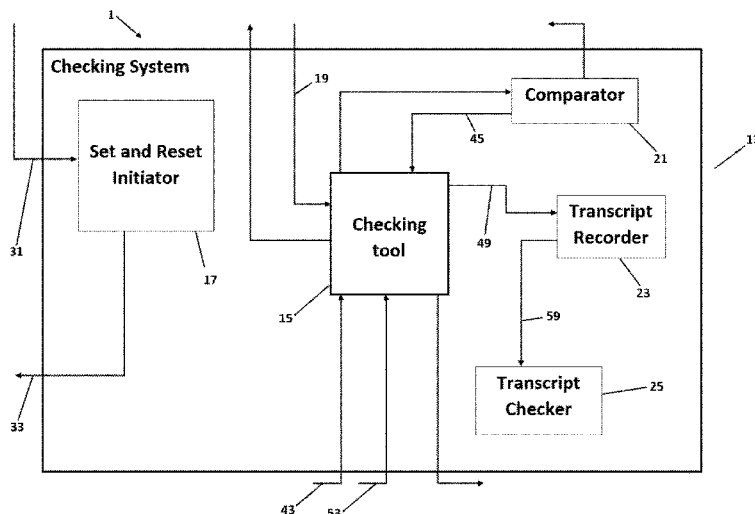 1
Checking System
19
Comparator
45
21
13
Set and Reset
Initiator
31
17
Checking
tool
49
Transcript
Recorder
23
15
59
Transcript
Checker
25
33
43
53